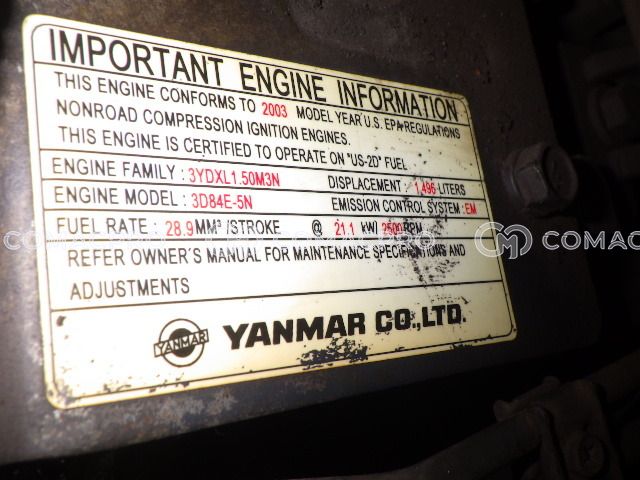 IMPORTANT ENGINE INFORMATION
THIS ENGINE CONFORMS TO 2003 MODEL YEAR U.S. EPA REGULATIONS
NONROAD COMPRESSION IGNITION ENGINES.
THIS ENGINE IS CERTIFIED TO OPERATE ON "US-2D" FUEL
ENGINE FAMILY : 3YDXL1.50M3N DISPLACEMENT : 1.496 LITERS
ENGINE MODEL : 3D84E-5N EMISSION CONTROL SYSTEM : EM
FUEL RATE : 28.9 MM³ /STROKE @ 21.1 kW/ 2500 RPM
REFER OWNER'S MANUAL FOR MAINTENANCE SPECIFICATIONS AND
ADJUSTMENTS
YANMAR YANMAR CO.,LTD.
COMAC